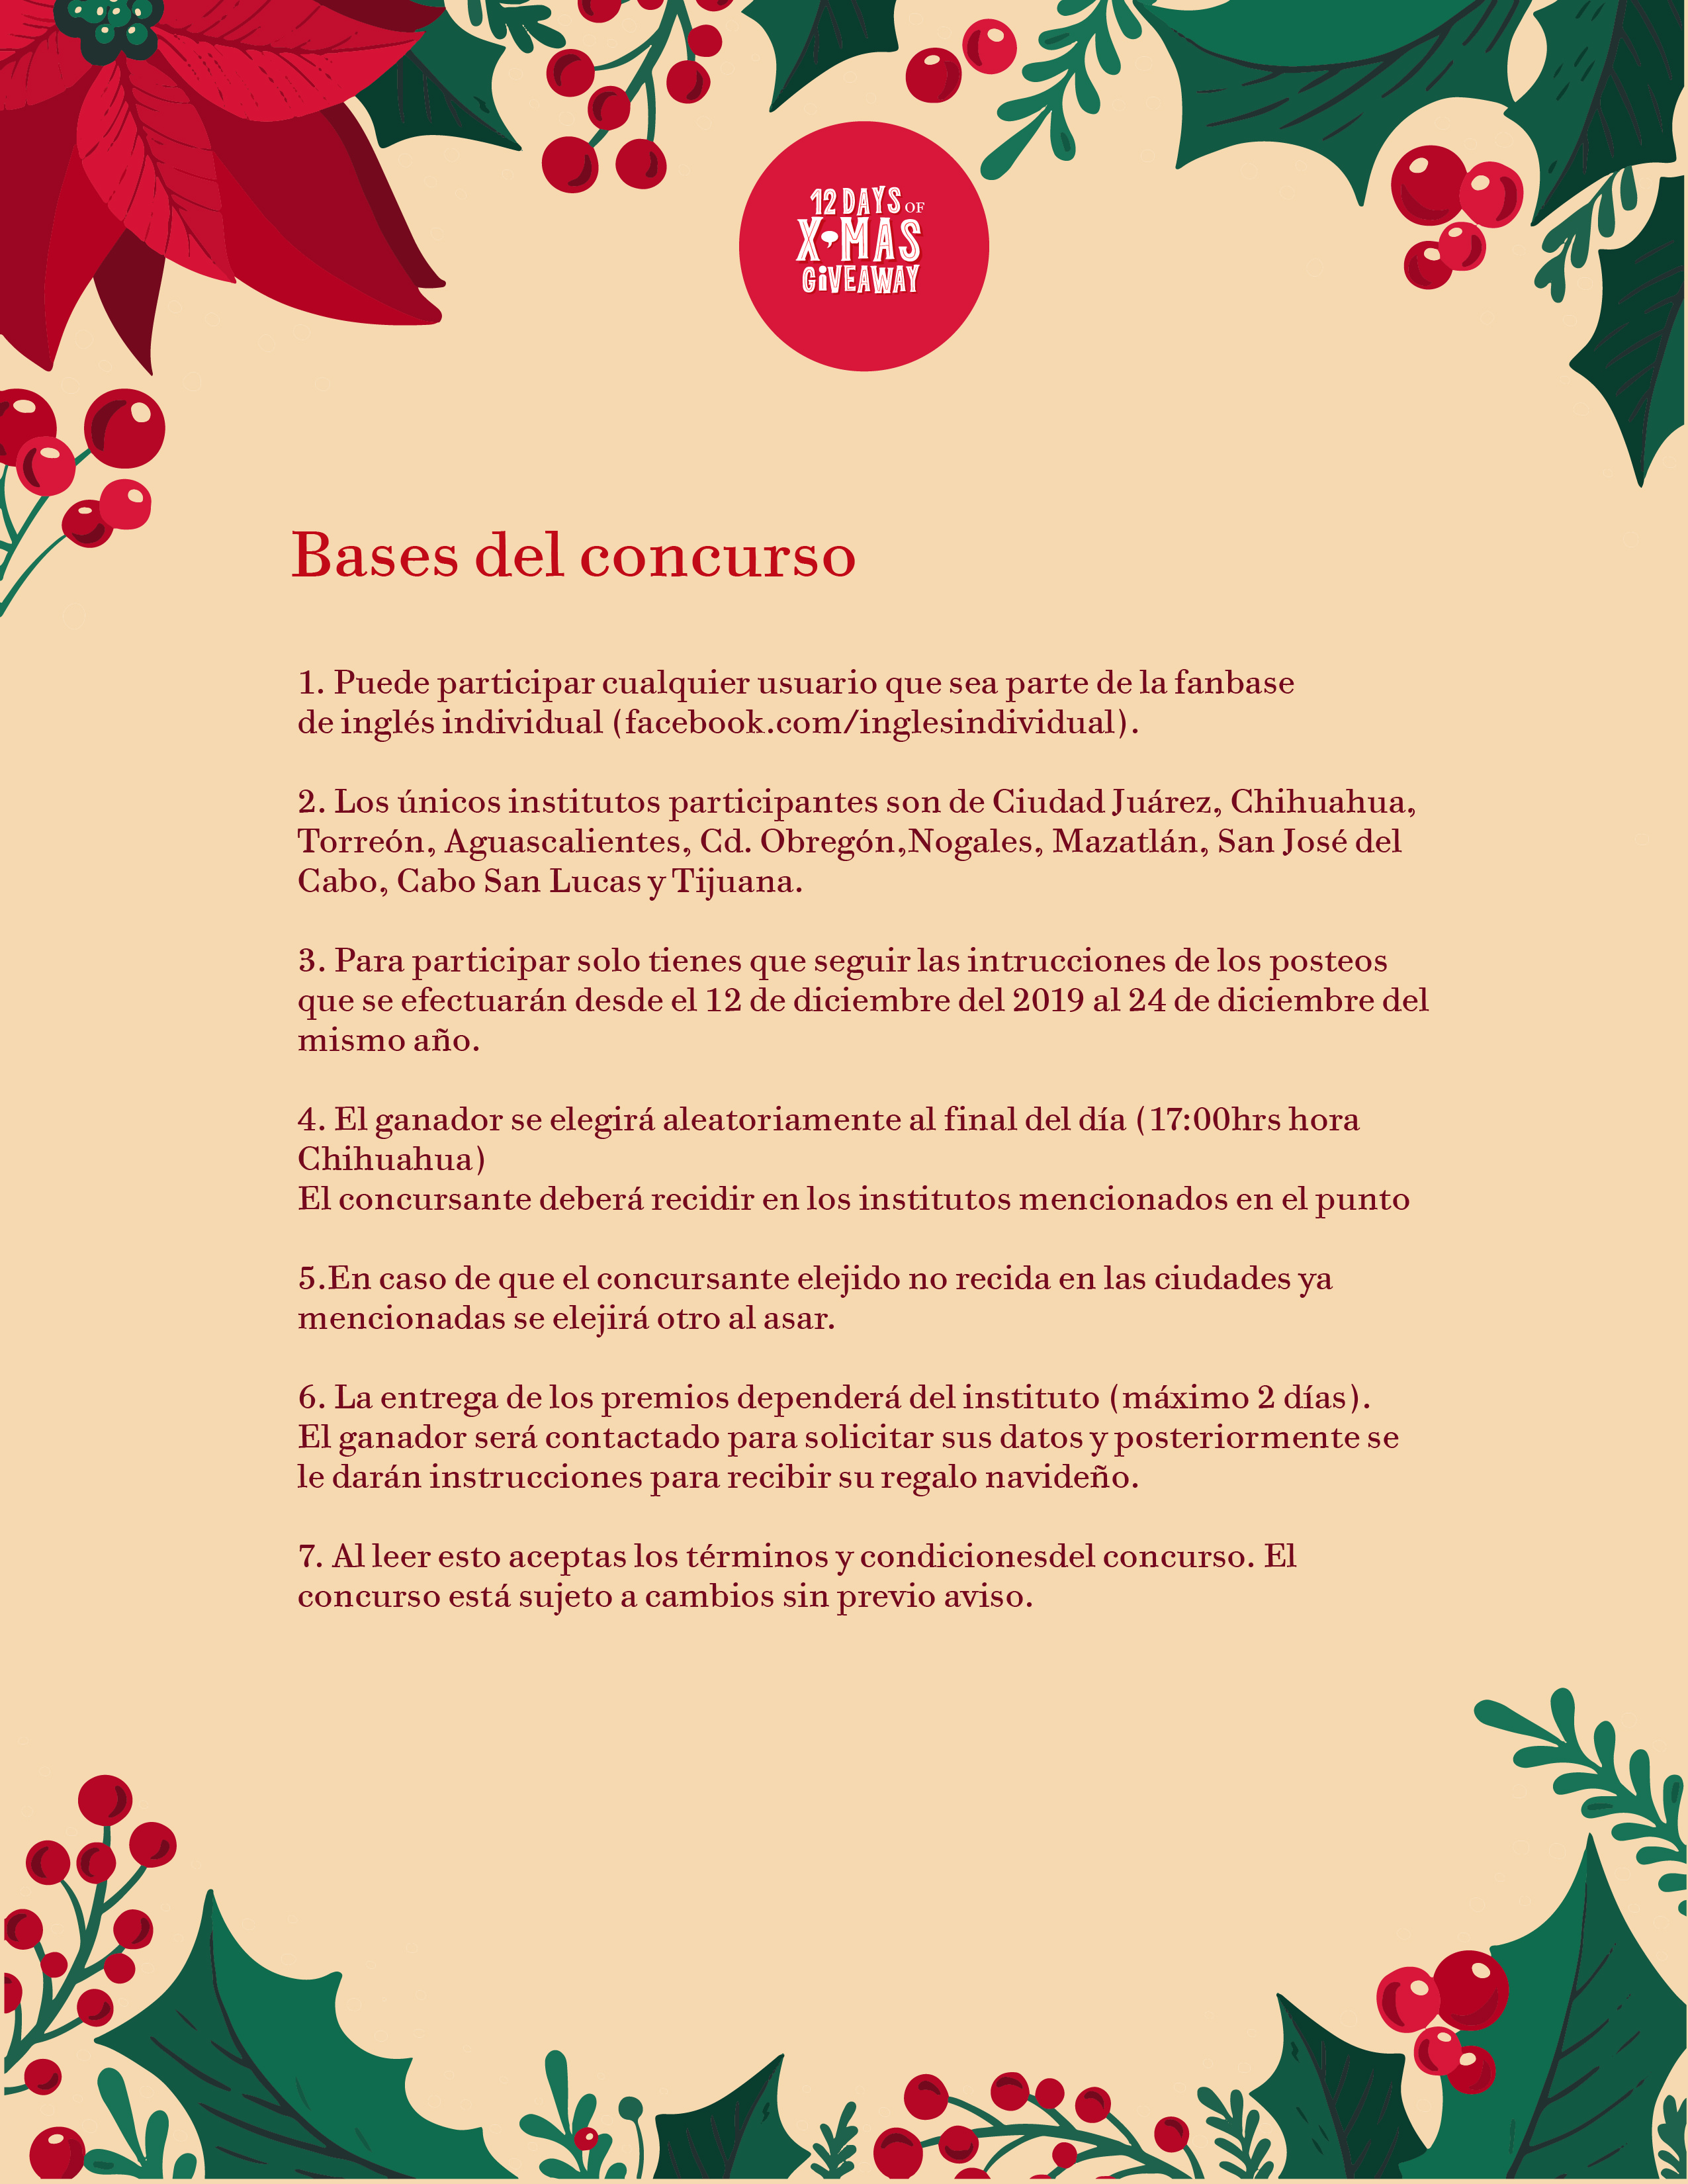 12 DAYS OF
X MAS
GiVEAWAY
Bases del concurso
1. Puede participar cualquier usuario que sea parte de la fanbase
de inglés individual (facebook.com/inglesindividual).
2. Los únicos institutos participantes son de Ciudad Juárez, Chihuahua,
Torreón, Aguascalientes, Cd. Obregón,Nogales, Mazatlán, San José del
Cabo, Cabo San Lucas y Tijuana.
3. Para participar solo tienes que seguir las intrucciones de los posteos
que se efectuarán desde el 12 de diciembre del 2019 al 24 de diciembre del
mismo año.
4. El ganador se elegirá aleatoriamente al final del día (17:00hrs hora
Chihuahua)
El concursante deberá recidir en los institutos mencionados en el punto
5.En caso de que el concursante elejido no recida en las ciudades ya
mencionadas se elejirá otro al asar.
6. La entrega de los premios dependerá del instituto (máximo 2 días).
El ganador será contactado para solicitar sus datos y posteriormente se
le darán instrucciones para recibir su regalo navideño.
7. Al leer esto aceptas los términos y condicionesdel concurso. El
concurso está sujeto a cambios sin previo aviso.